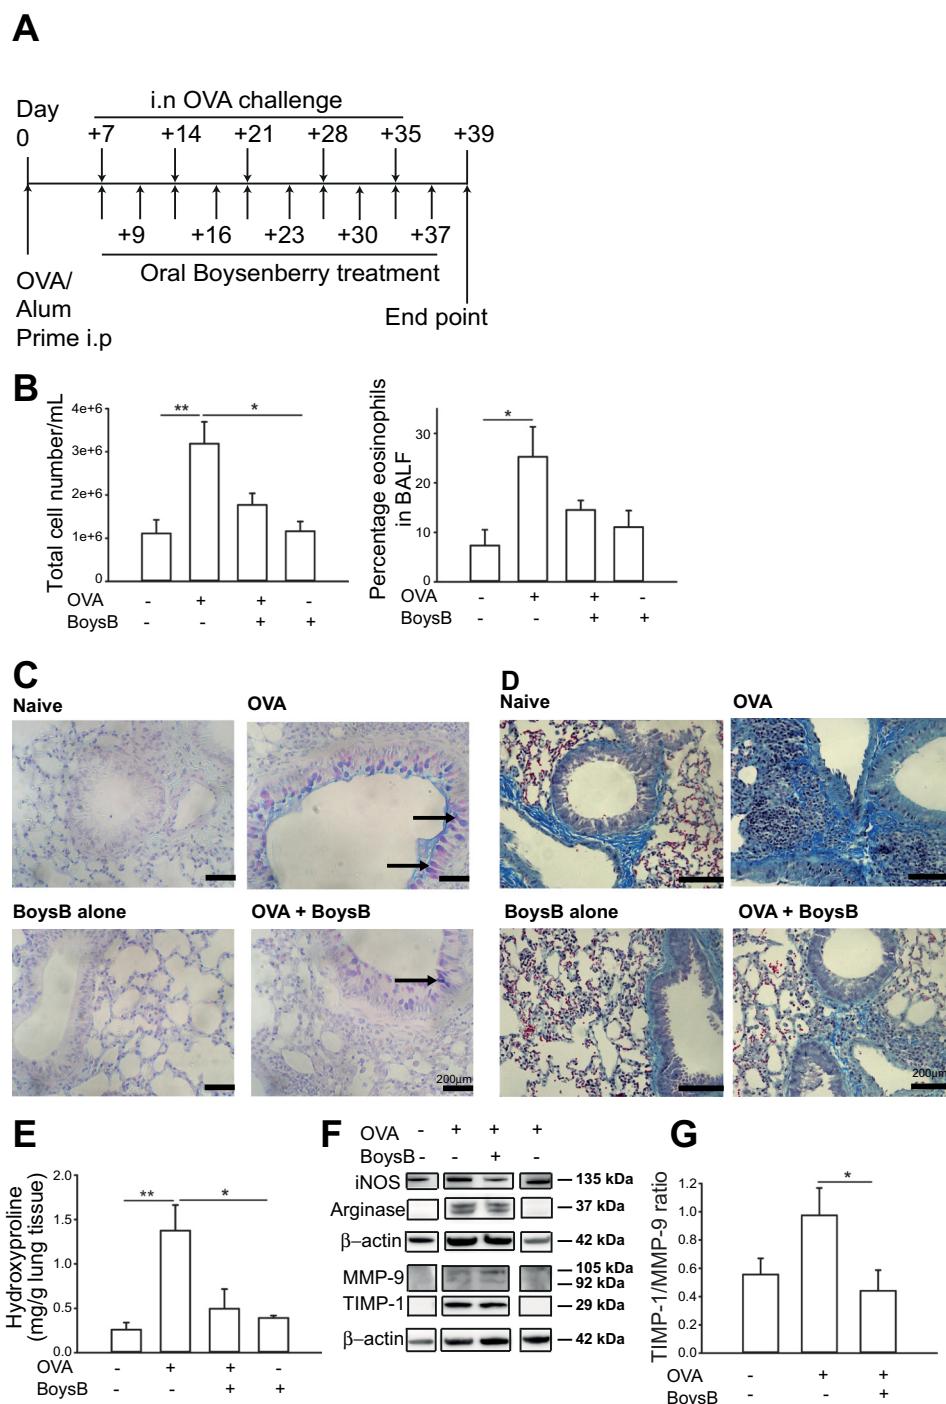 A
i.n OVA challenge
Day
0 +7 +14 +21 +28 +35 +39
+9 +16 +23 +30 +37
Oral Boysenberry treatment
OVA/
Alum
Prime i.p
End point
B
Total cell number/mL
4e+6
3e+6
2e+6
1e+6
0
** *
OVA - + + -
BoysB - - + +
Percentage eosinophils
in BALF
30
20
10
0
*
OVA - + + -
BoysB - - + +
C
Naive OVA
BoysB alone OVA + BoysB
200µm
D
Naive OVA
BoysB alone OVA + BoysB
200µm
E
Hydroxyproline
(mg/g lung tissue)
2.0
1.5
1.0
0.5
0.0
** *
OVA - + + -
BoysB - - + +
F
OVA - + + +
BoysB - - + -
iNOS 135 kDa
Arginase 37 kDa
β-actin 42 kDa
MMP-9 105 kDa
92 kDa
TIMP-1 29 kDa
β-actin 42 kDa
G
TIMP-1/MMP-9 ratio
1.2
1.0
0.8
0.6
0.4
0.2
0.0
*
OVA - + +
BoysB - - +